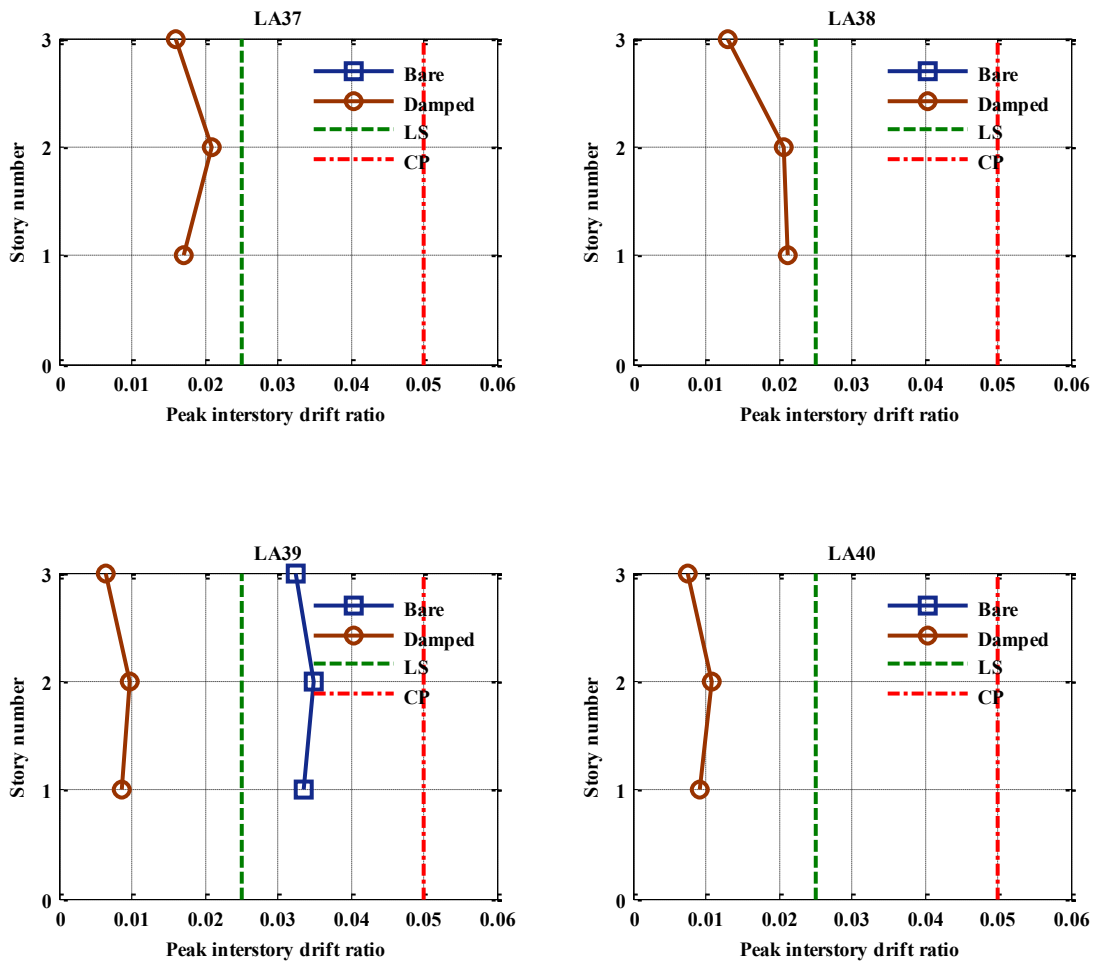 LA37
3
2
1
0
Story number
Bare
Damped
LS
CP
0 0.01 0.02 0.03 0.04 0.05 0.06
Peak interstory drift ratio
LA38
3
2
1
0
Story number
Bare
Damped
LS
CP
0 0.01 0.02 0.03 0.04 0.05 0.06
Peak interstory drift ratio
LA39
3
2
1
0
Story number
Bare
Damped
LS
CP
0 0.01 0.02 0.03 0.04 0.05 0.06
Peak interstory drift ratio
LA40
3
2
1
0
Story number
Bare
Damped
LS
CP
0 0.01 0.02 0.03 0.04 0.05 0.06
Peak interstory drift ratio